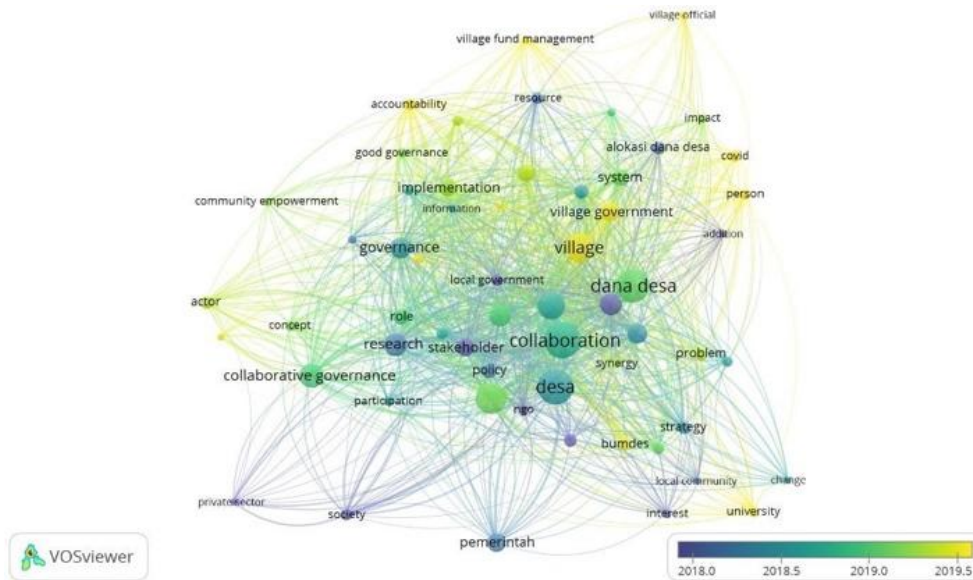 village official
village fund management
resource
accountability
impact
alokasi dana desa
good governance
covid
system
implementation
person
community empowerment
information
village government
addition
governance
village
local government
dana desa
actor
role
concept
collaboration
research
stakeholder
problem
synergy
policy
collaborative governance
desa
participation
ngo
strategy
bumdes
local community
change
private sector
society
interest
university
pemerintah
VOSviewer
2018.0 2018.5 2019.0 2019.5